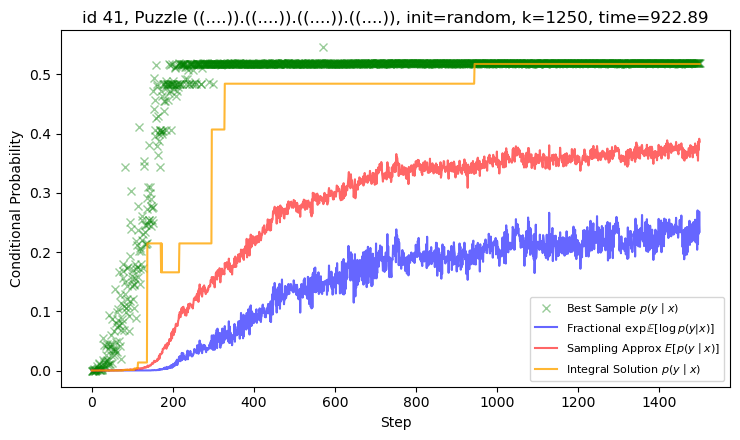 id 41, Puzzle ((....)).((....)).((....)).((....)), init=random, k=1250, time=922.89
Conditional Probability
0.5
0.4
0.3
0.2
0.1
0.0
Best Sample p(y | x)
Fractional exp 𝔼[log p(y|x)]
Sampling Approx E[p(y | x)]
Integral Solution p(y | x)
0 200 400 600 800 1000 1200 1400
Step